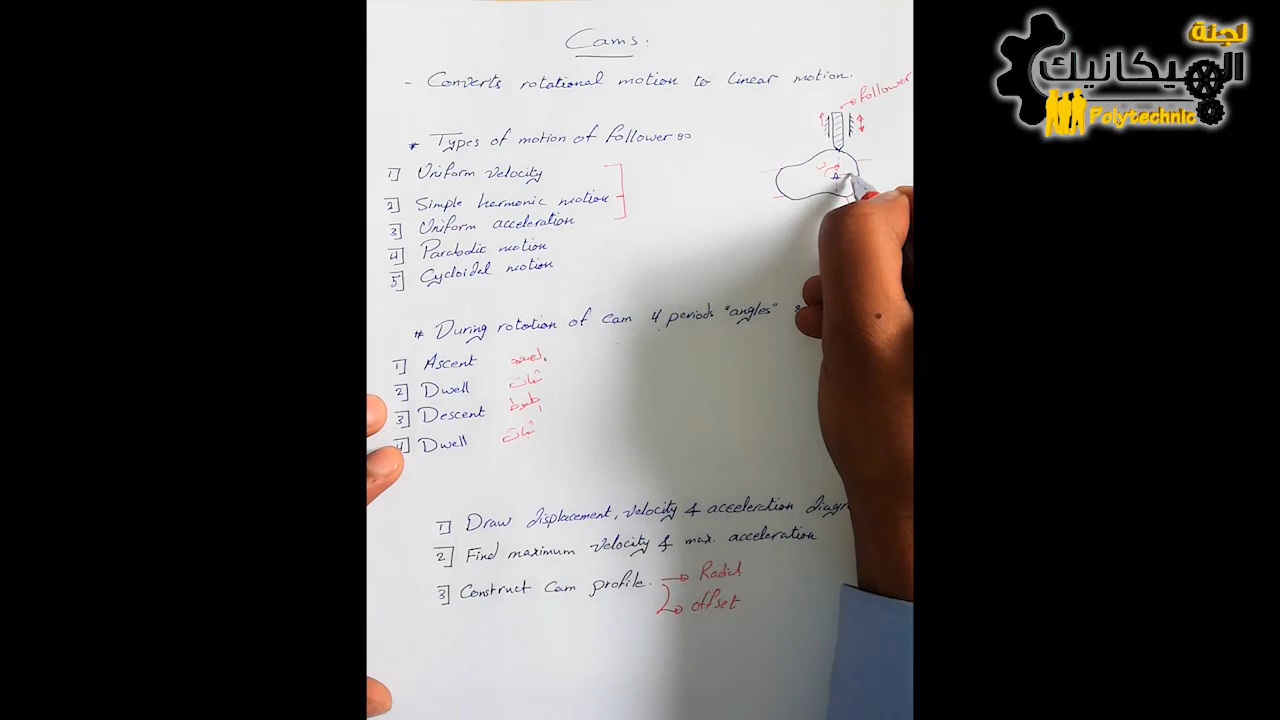 Cams:
- Converts rotational motion to linear motion.
follower
* Types of motion of follower
1 Uniform velocity
2 Simple harmonic motion
3 Uniform acceleration
4 Parabolic motion
5 Cycloidal motion
# During rotation of cam 4 periods "angles"
1 Ascent صعود
2 Dwell ثبات
3 Descent هبوط
4 Dwell ثبات
1 Draw displacement, velocity & acceleration
2 Find maximum velocity & max. acceleration
3 Construct Cam profile. Radial
offset
لجنة
الميكانيك
Polytechnic